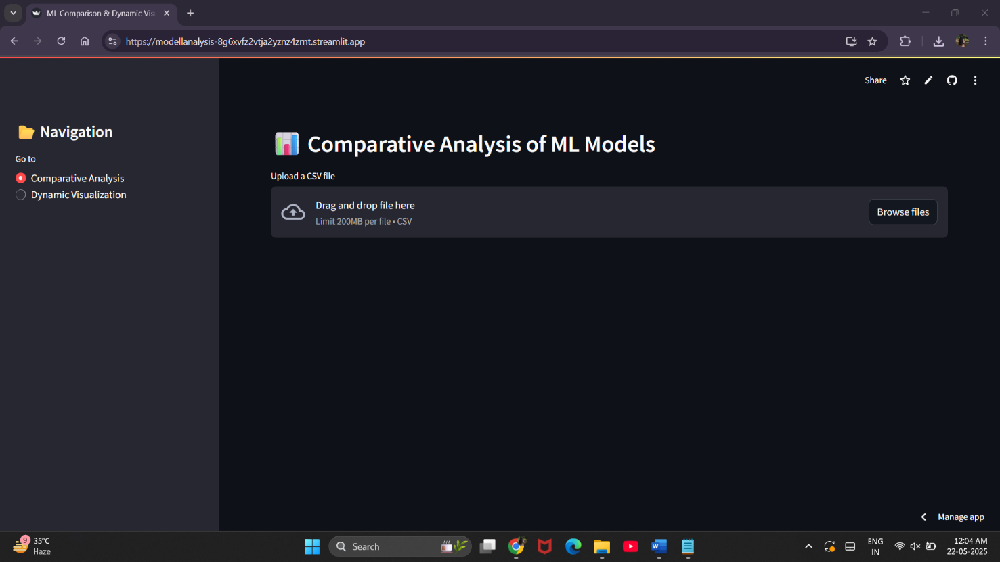 ML Comparison & Dynamic Vis
https://modellanalysis-8g6xvfz2vtja2yznz4zrnt.streamlit.app
Share
Navigation
Go to
Comparative Analysis
Dynamic Visualization
Comparative Analysis of ML Models
Upload a CSV file
Drag and drop file here
Limit 200MB per file • CSV
Browse files
Manage app
9
35°C
Haze
Search
ENG
IN
12:04 AM
22-05-2025